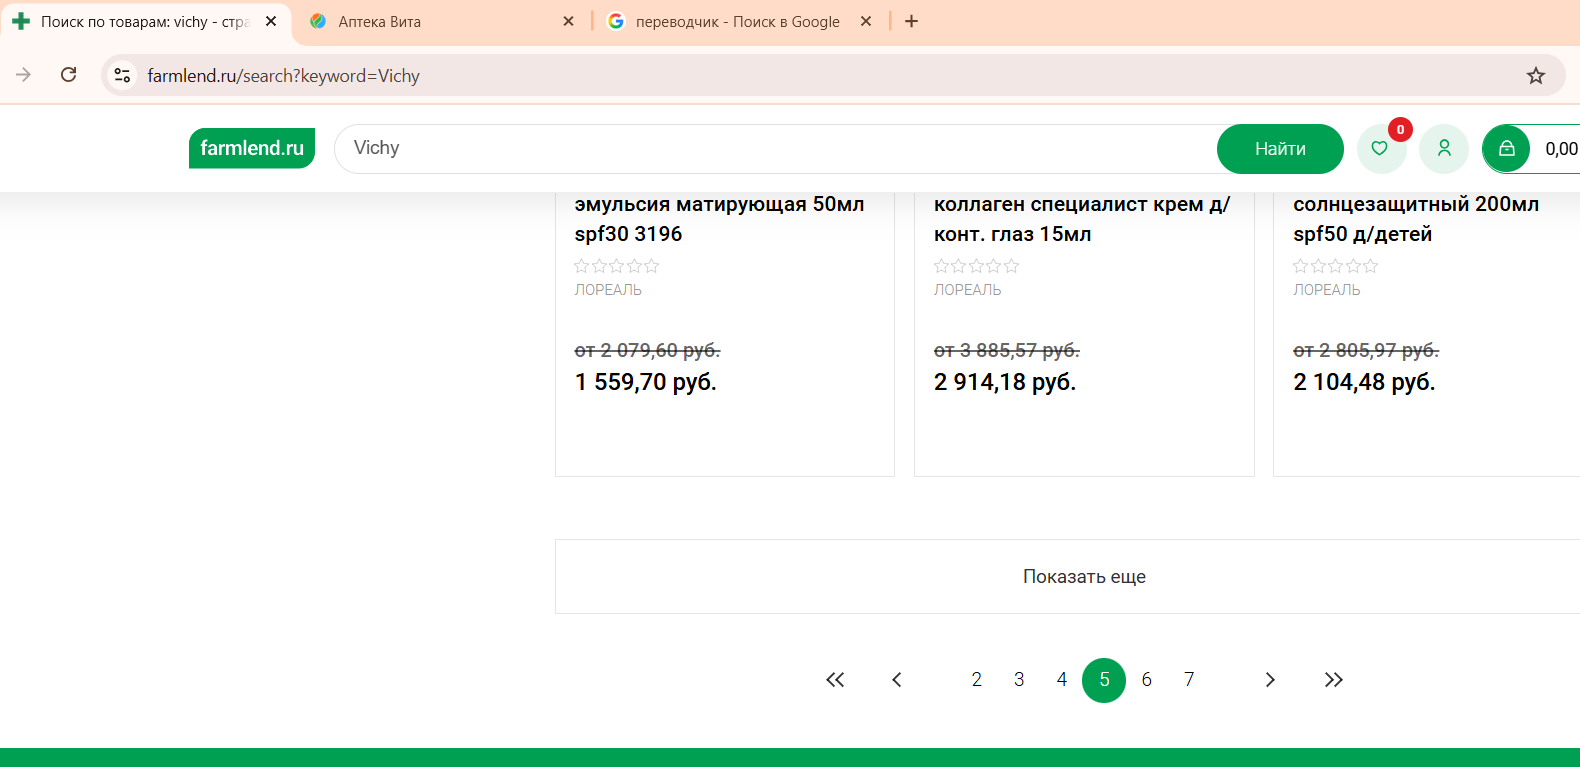 Поиск по товарам: vichy - стра
Аптека Вита
переводчик - Поиск в Google
farmlend.ru/search?keyword=Vichy
farmlend.ru
Vichy
Найти
0
0,00
эмульсия матирующая 50мл
spf30 3196
ЛОРЕАЛЬ
от 2 079,60 руб.
1 559,70 руб.
коллаген специалист крем д/
конт. глаз 15мл
ЛОРЕАЛЬ
от 3 885,57 руб.
2 914,18 руб.
солнцезащитный 200мл
spf50 д/детей
ЛОРЕАЛЬ
от 2 805,97 руб.
2 104,48 руб.
Показать еще
2 3 4 5 6 7